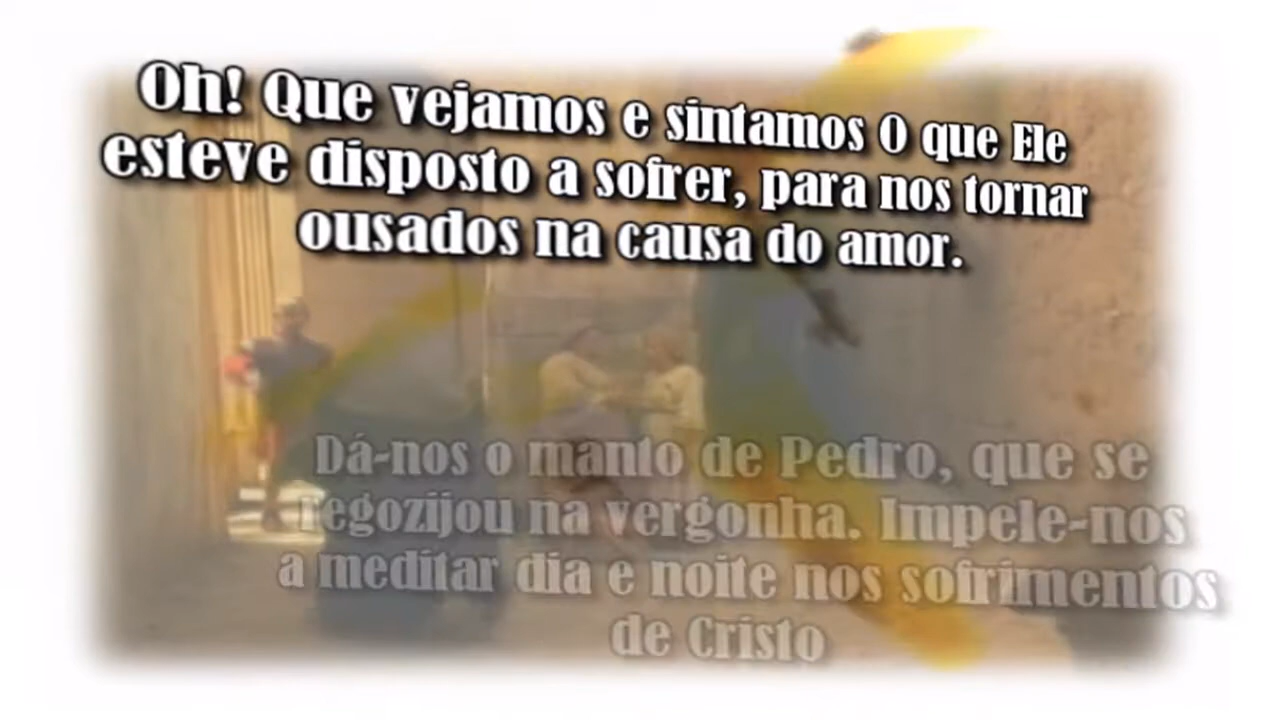 Oh! Que vejamos e sintamos O que Ele
esteve disposto a sofrer, para nos tornar
ousados na causa do amor.
Dá-nos o manto de Pedro, que se
regozijou na vergonha. Impele-nos
a meditar dia e noite nos sofrimentos
de Cristo